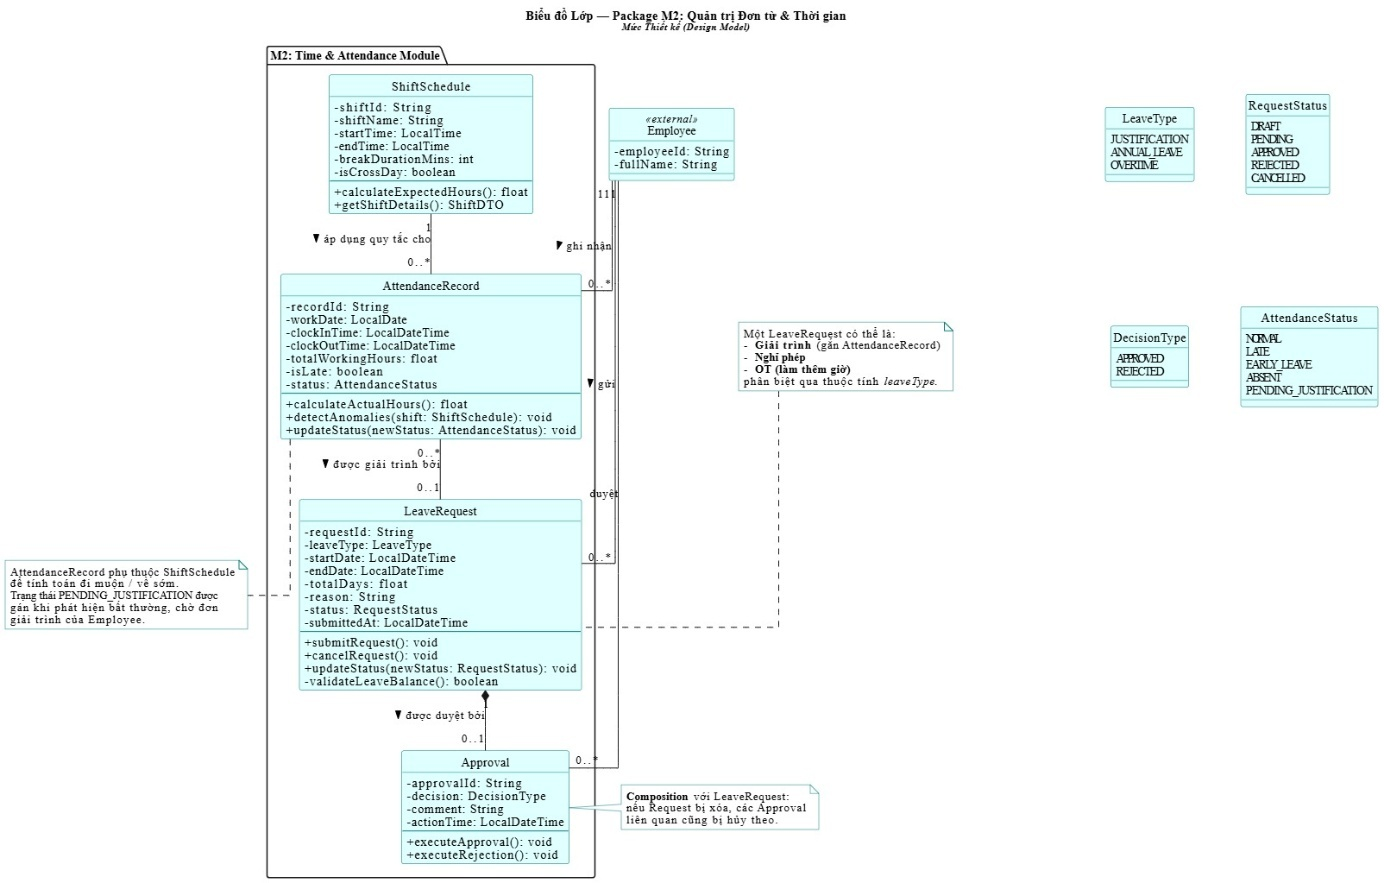 Biểu đồ Lớp — Package M2: Quản trị Đơn từ & Thời gian
Mức Thiết kế (Design Model)
M2: Time & Attendance Module
ShiftSchedule
-shiftId: String
-shiftName: String
-startTime: LocalTime
-endTime: LocalTime
-breakDurationMins: int
-isCrossDay: boolean
+calculateExpectedHours(): float
+getShiftDetails(): ShiftDTO
«external»
Employee
-employeeId: String
-fullName: String
LeaveType
JUSTIFICATION
ANNUAL_LEAVE
OVERTIME
RequestStatus
DRAFT
PENDING
APPROVED
REJECTED
CANCELLED
111
1
áp dụng quy tắc cho
0..*
ghi nhận
0..*
AttendanceRecord
-recordId: String
-workDate: LocalDate
-clockInTime: LocalDateTime
-clockOutTime: LocalDateTime
-totalWorkingHours: float
-isLate: boolean
-status: AttendanceStatus
+calculateActualHours(): float
+detectAnomalies(shift: ShiftSchedule): void
+updateStatus(newStatus: AttendanceStatus): void
gửi
Một LeaveRequest có thể là:
- Giải trình (gắn AttendanceRecord)
- Nghỉ phép
- OT (làm thêm giờ)
phân biệt qua thuộc tính leaveType.
DecisionType
APPROVED
REJECTED
AttendanceStatus
NORMAL
LATE
EARLY_LEAVE
ABSENT
PENDING_JUSTIFICATION
0..*
được giải trình bởi
0..1
duyệt
0..*
LeaveRequest
-requestId: String
-leaveType: LeaveType
-startDate: LocalDateTime
-endDate: LocalDateTime
-totalDays: float
-reason: String
-status: RequestStatus
-submittedAt: LocalDateTime
+submitRequest(): void
+cancelRequest(): void
+updateStatus(newStatus: RequestStatus): void
-validateLeaveBalance(): boolean
AttendanceRecord phụ thuộc ShiftSchedule
để tính toán đi muộn / về sớm.
Trạng thái PENDING_JUSTIFICATION được
gán khi phát hiện bất thường, chờ đơn
giải trình của Employee.
1
được duyệt bởi
0..1
0..*
Approval
-approvalId: String
-decision: DecisionType
-comment: String
-actionTime: LocalDateTime
+executeApproval(): void
+executeRejection(): void
Composition với LeaveRequest:
nếu Request bị xóa, các Approval
liên quan cũng bị hủy theo.